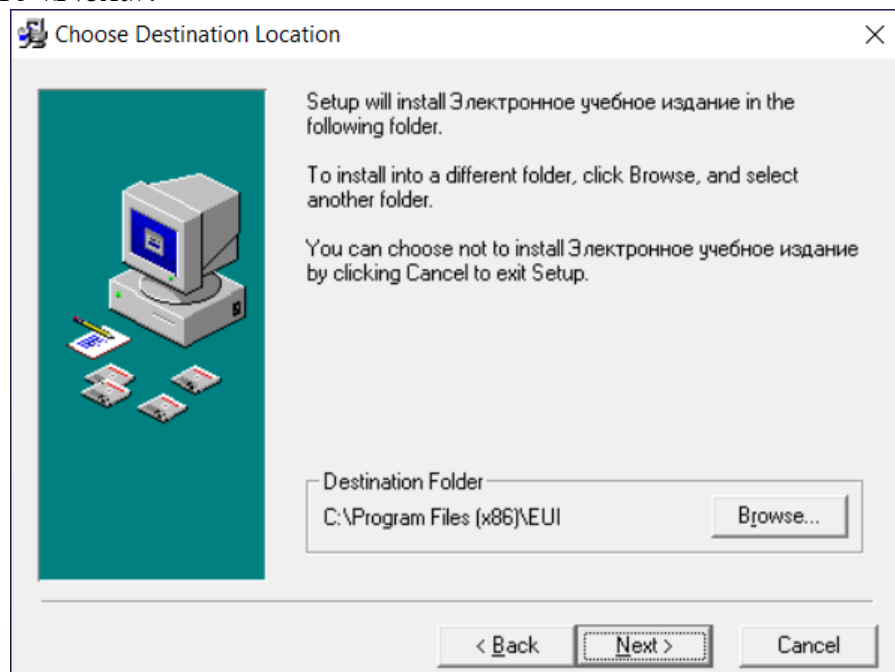 Choose Destination Location
Setup will install Электронное учебное издание in the
following folder.
To install into a different folder, click Browse, and select
another folder.
You can choose not to install Электронное учебное издание
by clicking Cancel to exit Setup.
Destination Folder
C:\Program Files (x86)\EUI
Browse...
< Back
Next >
Cancel